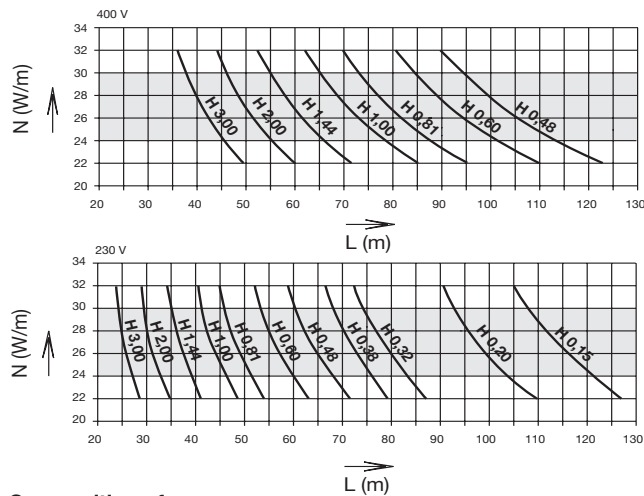 400 V
34
32
30
28
26
24
22
20
N (W/m)
H 3,00
H 2,00
H 1,44
H 1,00
H 0,81
H 0,60
H 0,48
20 30 40 50 60 70 80 90 100 110 120 130
L (m)
230 V
34
32
30
28
26
24
22
20
N (W/m)
H 3,00
H 2,00
H 1,44
H 1,00
H 0,81
H 0,60
H 0,48
H 0,38
H 0,32
H 0,20
H 0,15
20 30 40 50 60 70 80 90 100 110 120 130
L (m)